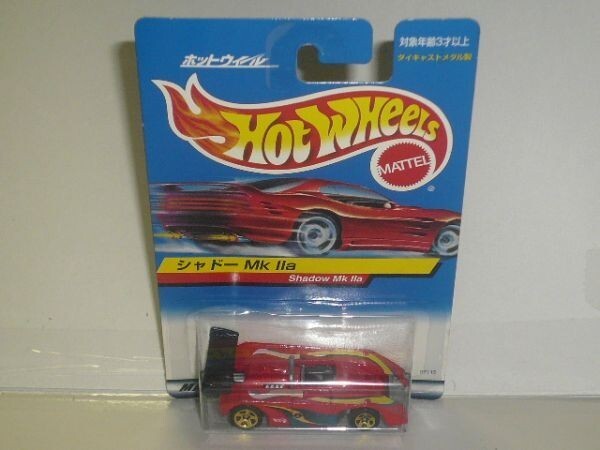 ホットウィール
対象年齢3才以上
ダイキャストメタル製
HOT WHEELS
MATTEL
®
シャドー Mk IIa
Shadow Mk IIa